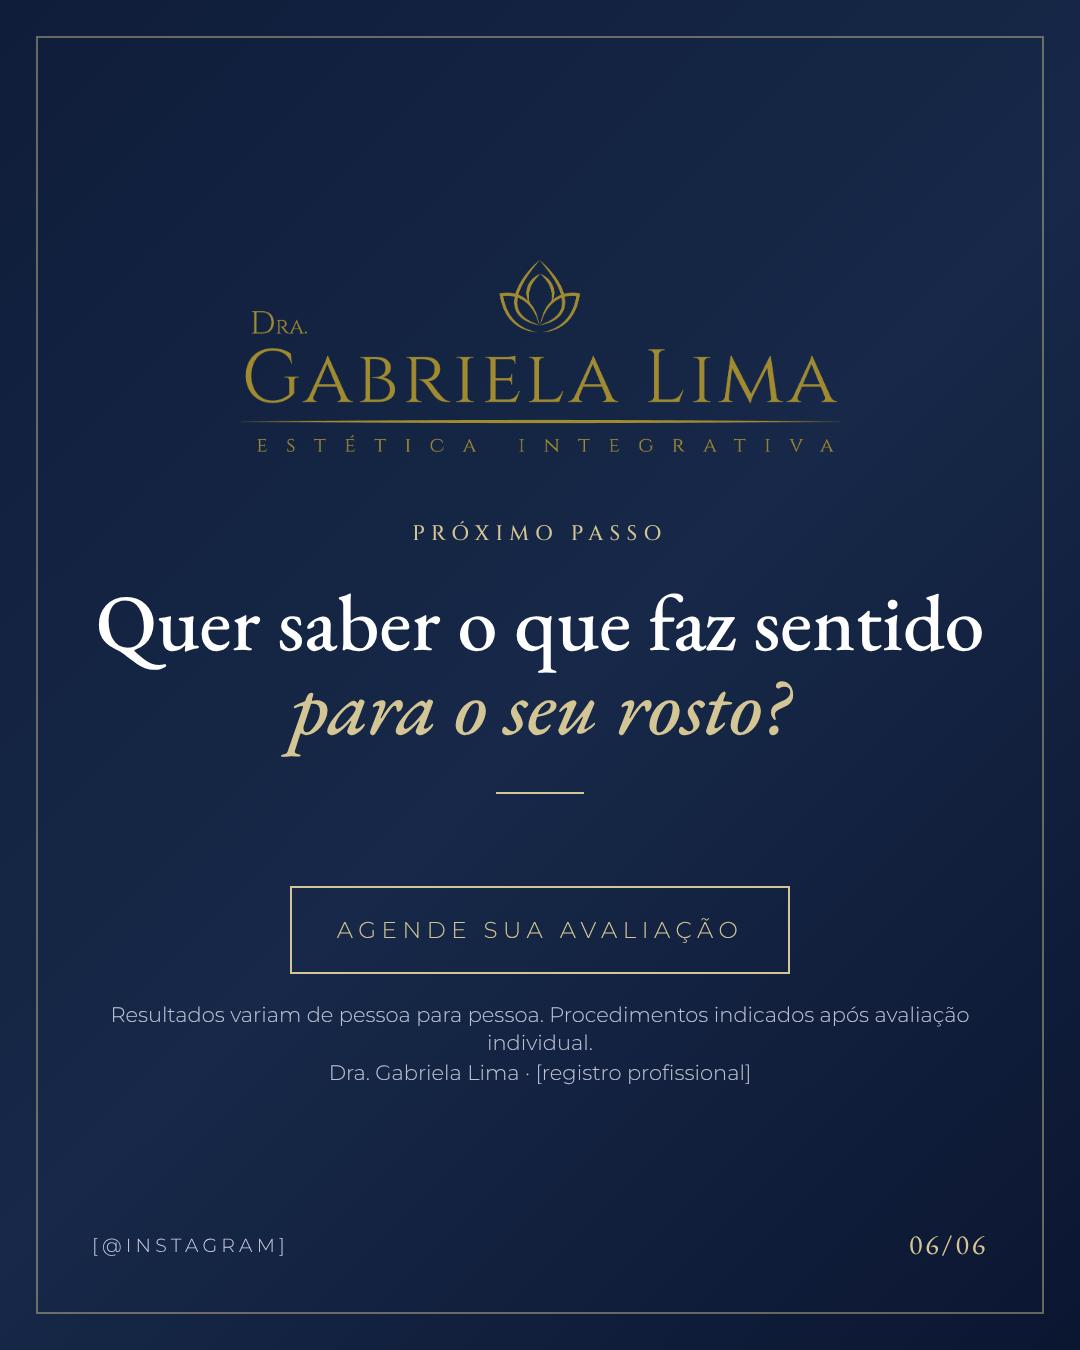 Dra.
Gabriela Lima
ESTÉTICA INTEGRATIVA
PRÓXIMO PASSO
Quer saber o que faz sentido
para o seu rosto?
AGENDE SUA AVALIAÇÃO
Resultados variam de pessoa para pessoa. Procedimentos indicados após avaliação
individual.
Dra. Gabriela Lima · [registro profissional]
[@INSTAGRAM]
06/06